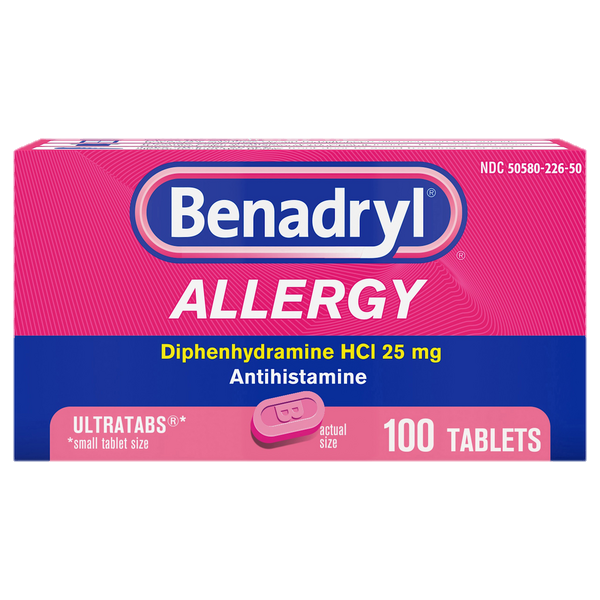 NDC 50580-226-50
Benadryl®
®
ALLERGY
Diphenhydramine HCl 25 mg
Antihistamine
ULTRATABS®*
*small tablet size
B
actual
size
100 TABLETS